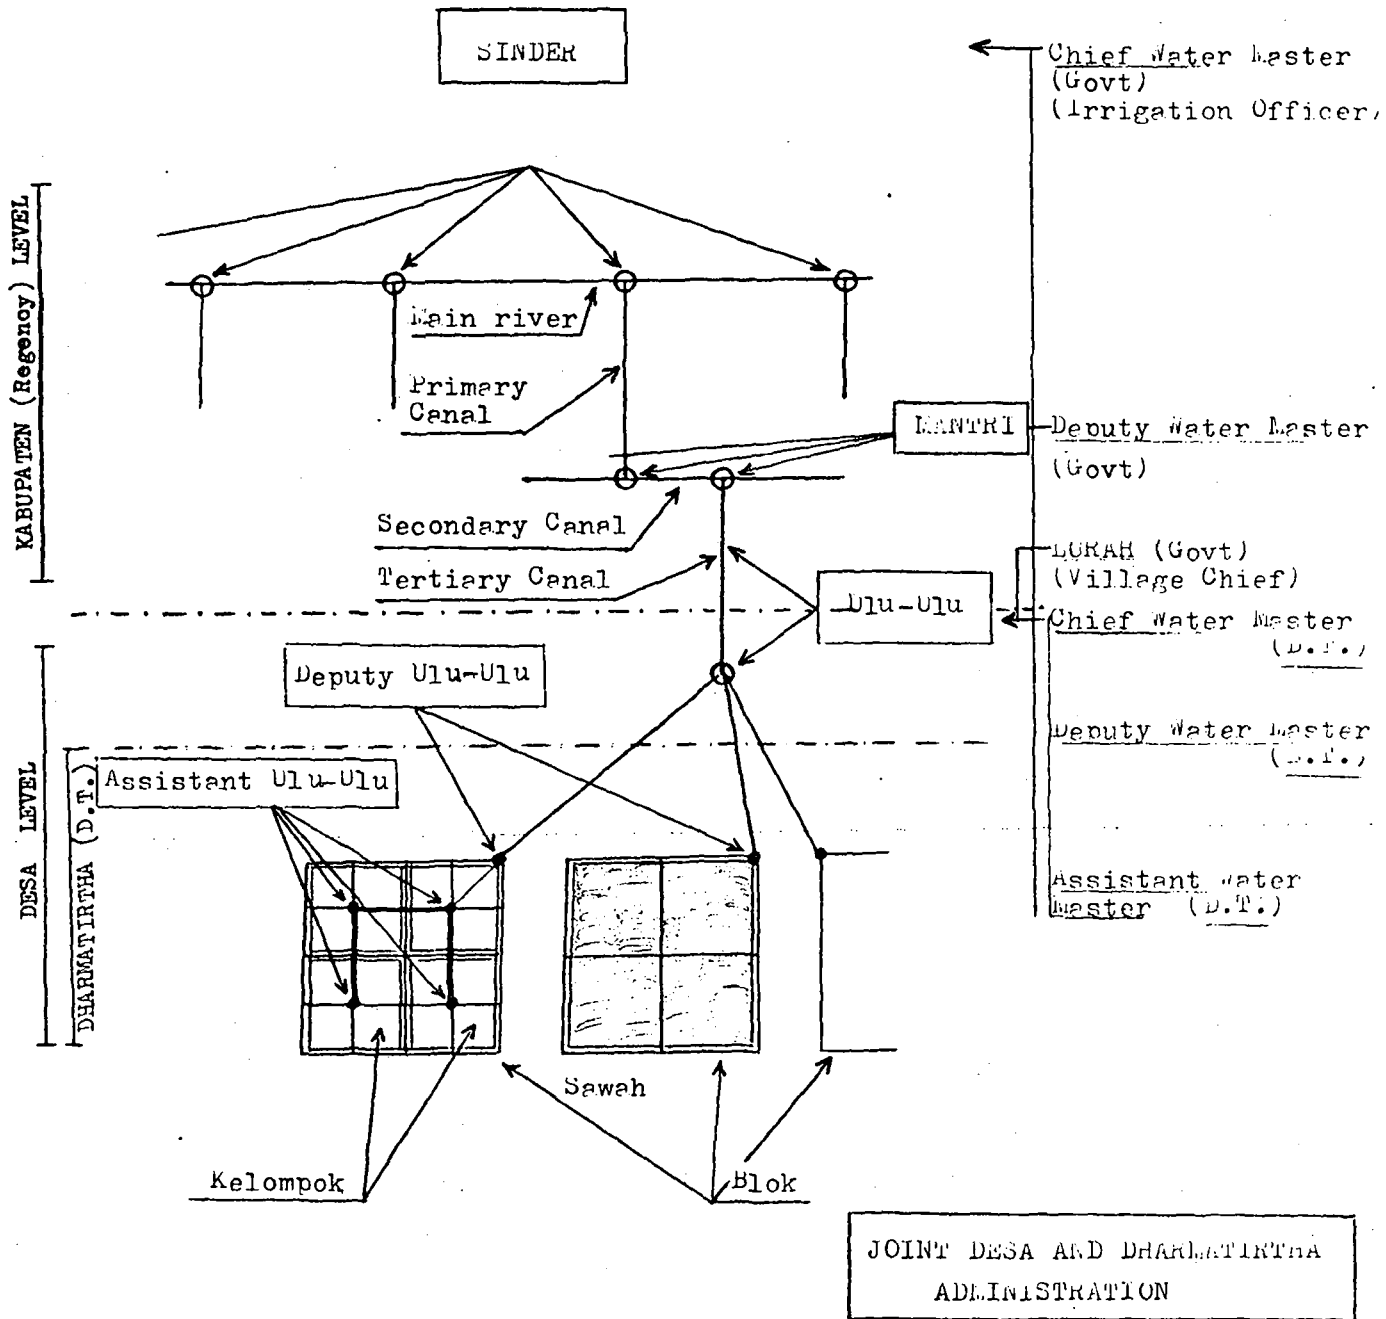 SINDER
Chief Water Master
(Govt)
(Irrigation Officer)
KABUPATEN (Regency) LEVEL
Main river
Primary
Canal
MANTRI
Deputy Water Master
(Govt)
Secondary Canal
Tertiary Canal
LURAH (Govt)
(Village Chief)
Ulu-Ulu
Chief Water Master
(D.T.)
Deputy Ulu-Ulu
Deputy Water Master
(D.T.)
DESA LEVEL
DHARMATIRTHA (D.T.)
Assistant Ulu-Ulu
Assistant Water
Master (D.T.)
Sawah
Kelompok
Blok
JOINT DESA AND DHARMATIRTHA
ADMINISTRATION